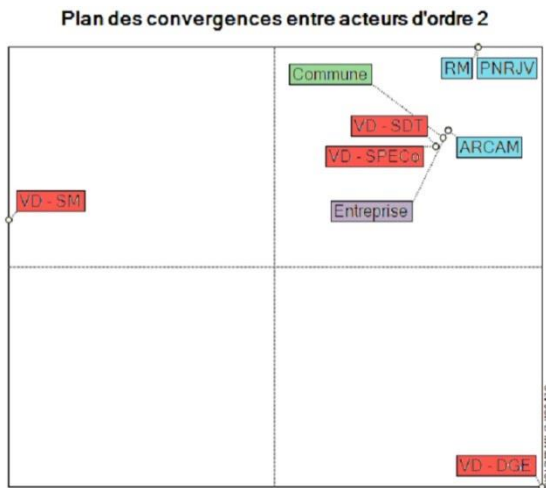 Plan des convergences entre acteurs d'ordre 2
RM PNRJV
Commune
VD - SDT
ARCAM
VD - SPECo
VD - SM
Entreprise
VD - DGE